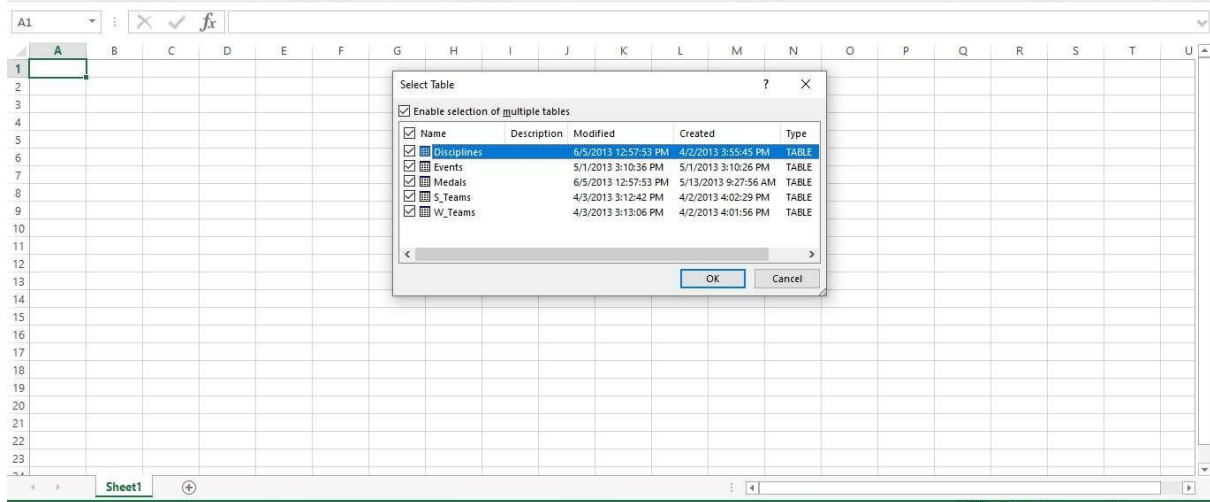 A1 fx
A B C D E F G H I J K L M N O P Q R S T U
1
2
Select Table ? ×
3
Enable selection of multiple tables
4
Name Description Modified Created Type
5
Disciplines 6/5/2013 12:57:53 PM 4/2/2013 3:55:45 PM TABLE
6
Events 5/1/2013 3:10:36 PM 5/1/2013 3:10:26 PM TABLE
7
Medals 6/5/2013 12:57:53 PM 5/13/2013 9:27:56 AM TABLE
8
S_Teams 4/3/2013 3:12:42 PM 4/2/2013 4:02:29 PM TABLE
9
W_Teams 4/3/2013 3:13:06 PM 4/2/2013 4:01:56 PM TABLE
10
11
12
13
OK Cancel
14
15
16
17
18
19
20
21
22
23
Sheet1